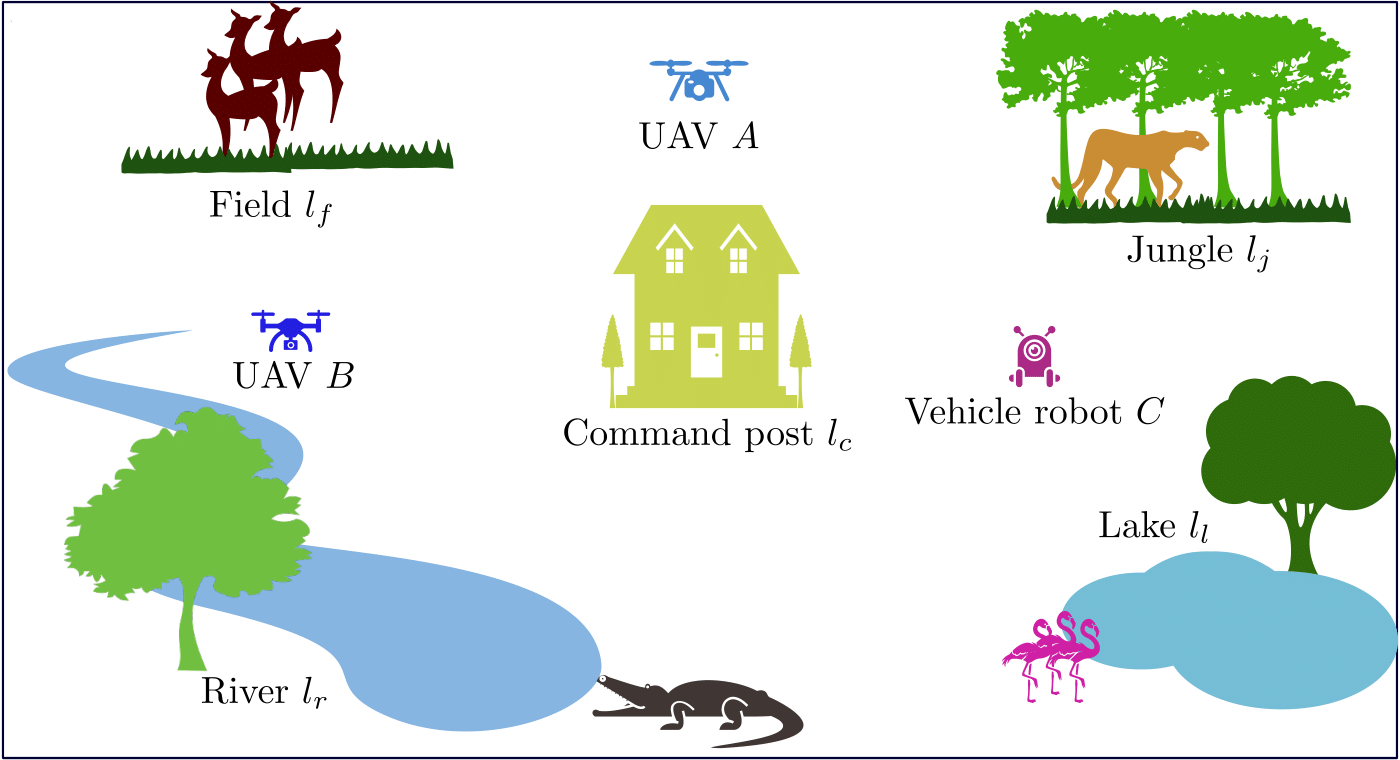 UAV A
Field l_f
Jungle l_j
UAV B
Vehicle robot C
Command post l_c
Lake l_l
River l_r